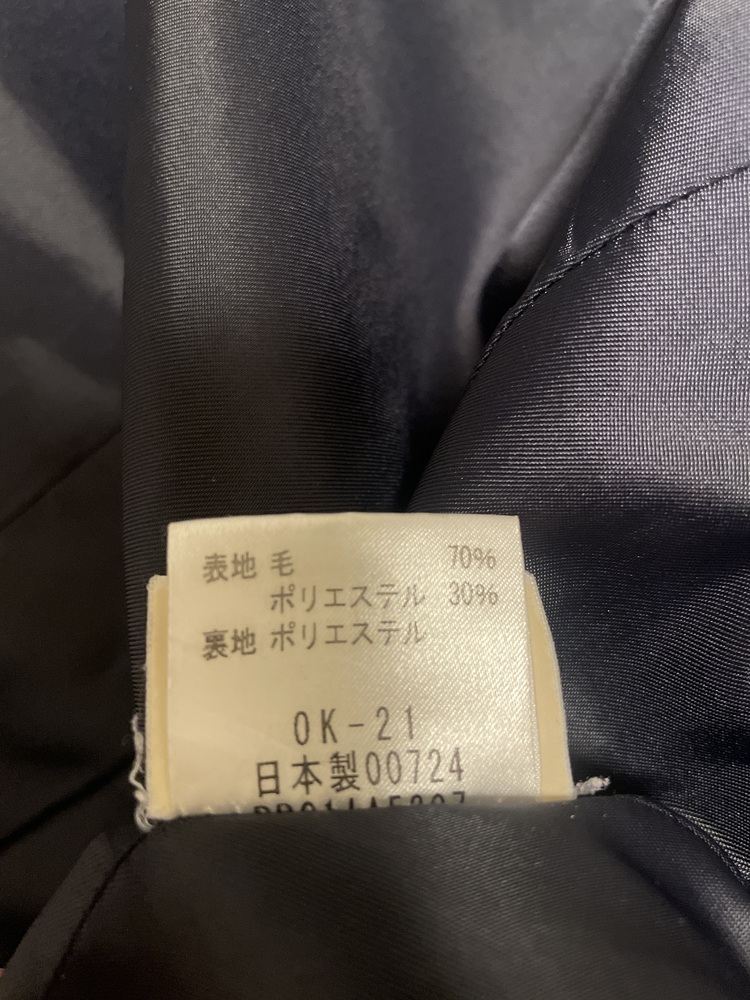 表地 毛 70%
ポリエステル 30%
裏地 ポリエステル
OK-21
日本製00724